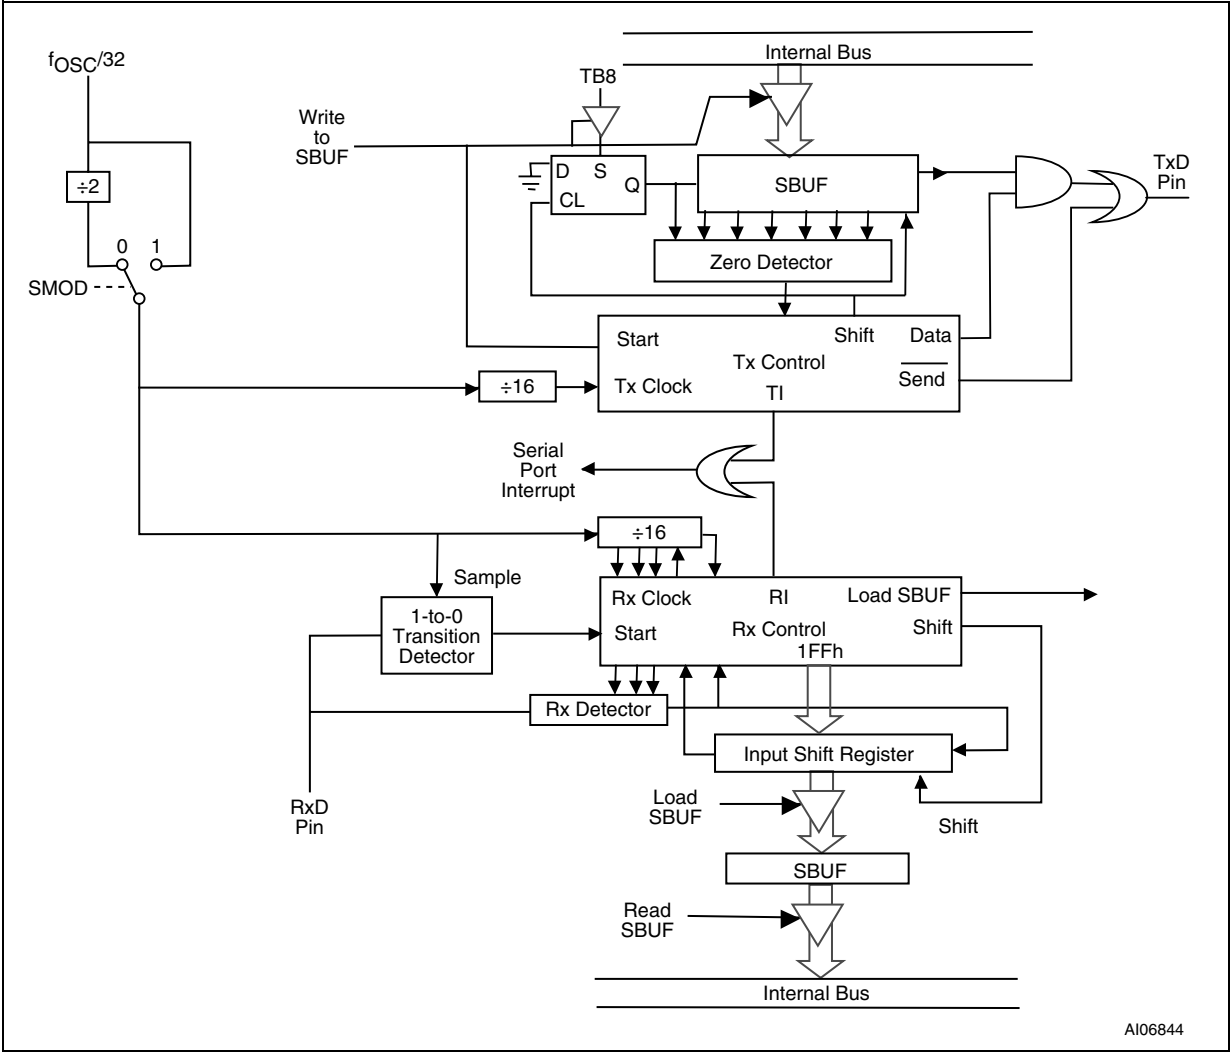 Internal Bus
fOSC/32
TB8
Write
to
SBUF
TxD
Pin
D S
Q
CL
SBUF
÷2
0 1
Zero Detector
SMOD
Start
Shift
Data
Tx Control
Send
Tx Clock
TI
÷16
Serial
Port
Interrupt
÷16
Sample
Rx Clock
RI
Load SBUF
1-to-0
Transition
Detector
Start
Rx Control
Shift
1FFh
Rx Detector
Input Shift Register
RxD
Pin
Load
SBUF
Shift
SBUF
Read
SBUF
Internal Bus
AI06844